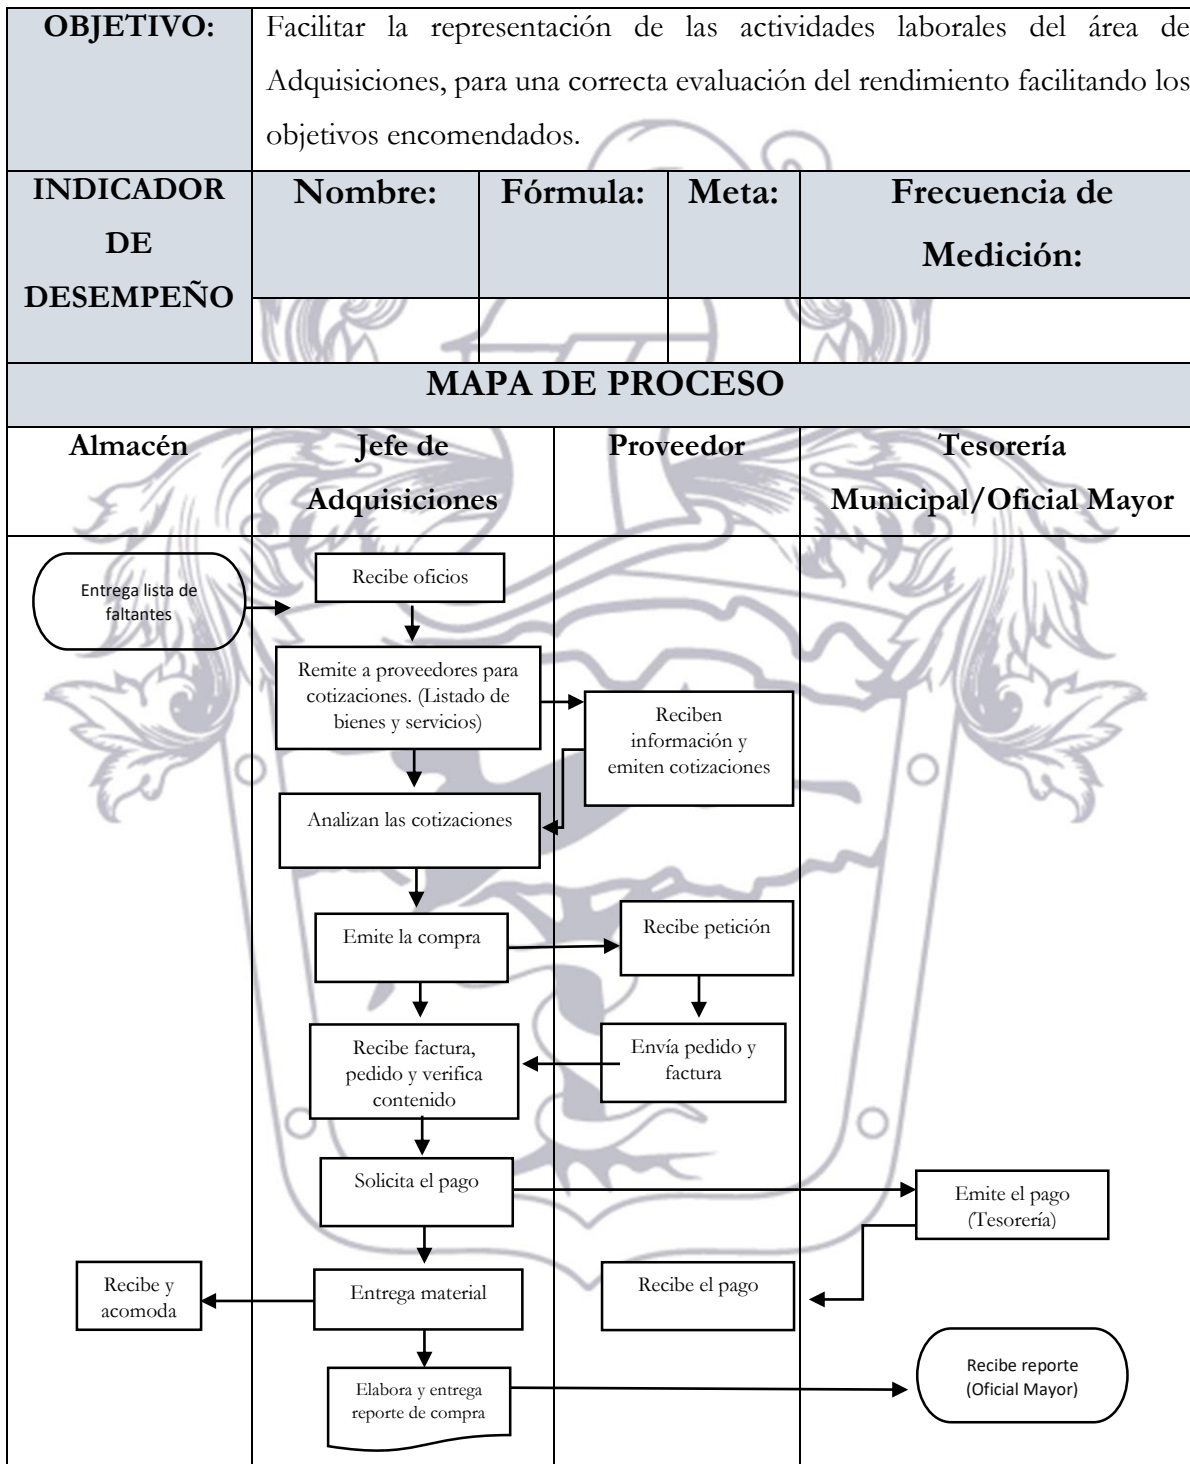 OBJETIVO:
Facilitar la representación de las actividades laborales del área de
Adquisiciones, para una correcta evaluación del rendimiento facilitando los
objetivos encomendados.
INDICADOR
DE
DESEMPEÑO
Nombre:
Fórmula:
Meta:
Frecuencia de
Medición:
MAPA DE PROCESO
Almacén
Jefe de
Adquisiciones
Proveedor
Tesorería
Municipal/Oficial Mayor
Entrega lista de
faltantes
Recibe oficios
Remite a proveedores para
cotizaciones. (Listado de
bienes y servicios)
Reciben
información y
emiten cotizaciones
Analizan las cotizaciones
Emite la compra
Recibe petición
Recibe factura,
pedido y verifica
contenido
Envía pedido y
factura
Solicita el pago
Emite el pago
(Tesorería)
Recibe y
acomoda
Entrega material
Recibe el pago
Elabora y entrega
reporte de compra
Recibe reporte
(Oficial Mayor)